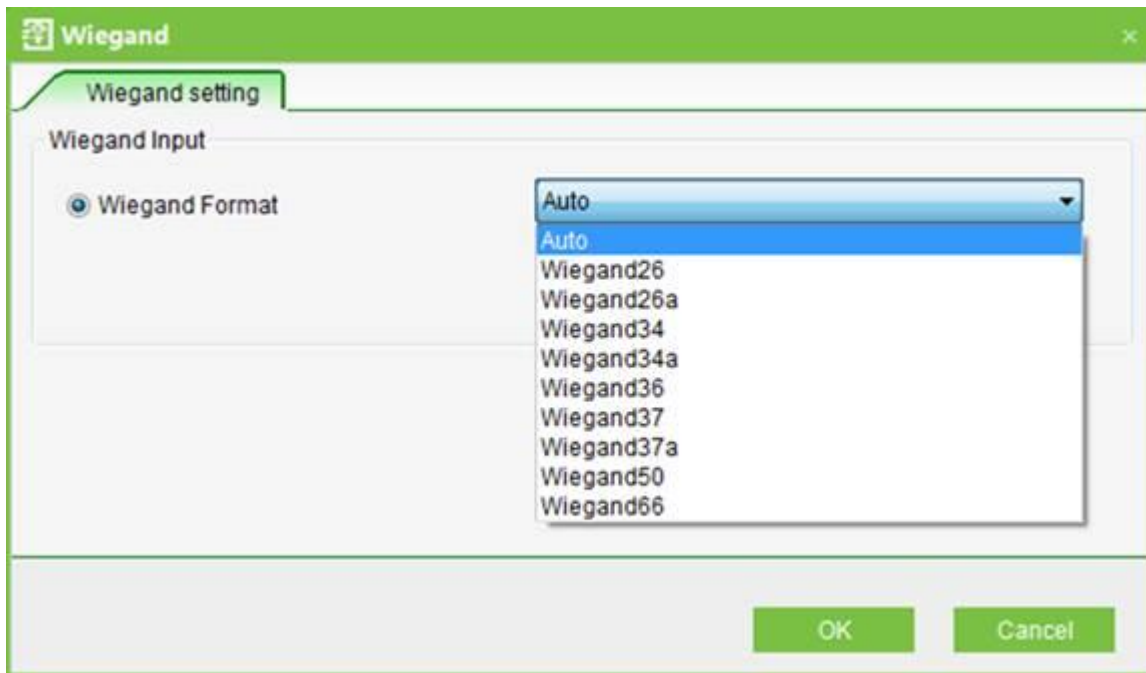 Wiegand
Wiegand setting
Wiegand Input
Wiegand Format
Auto
Auto
Wiegand26
Wiegand26a
Wiegand34
Wiegand34a
Wiegand36
Wiegand37
Wiegand37a
Wiegand50
Wiegand66
OK Cancel